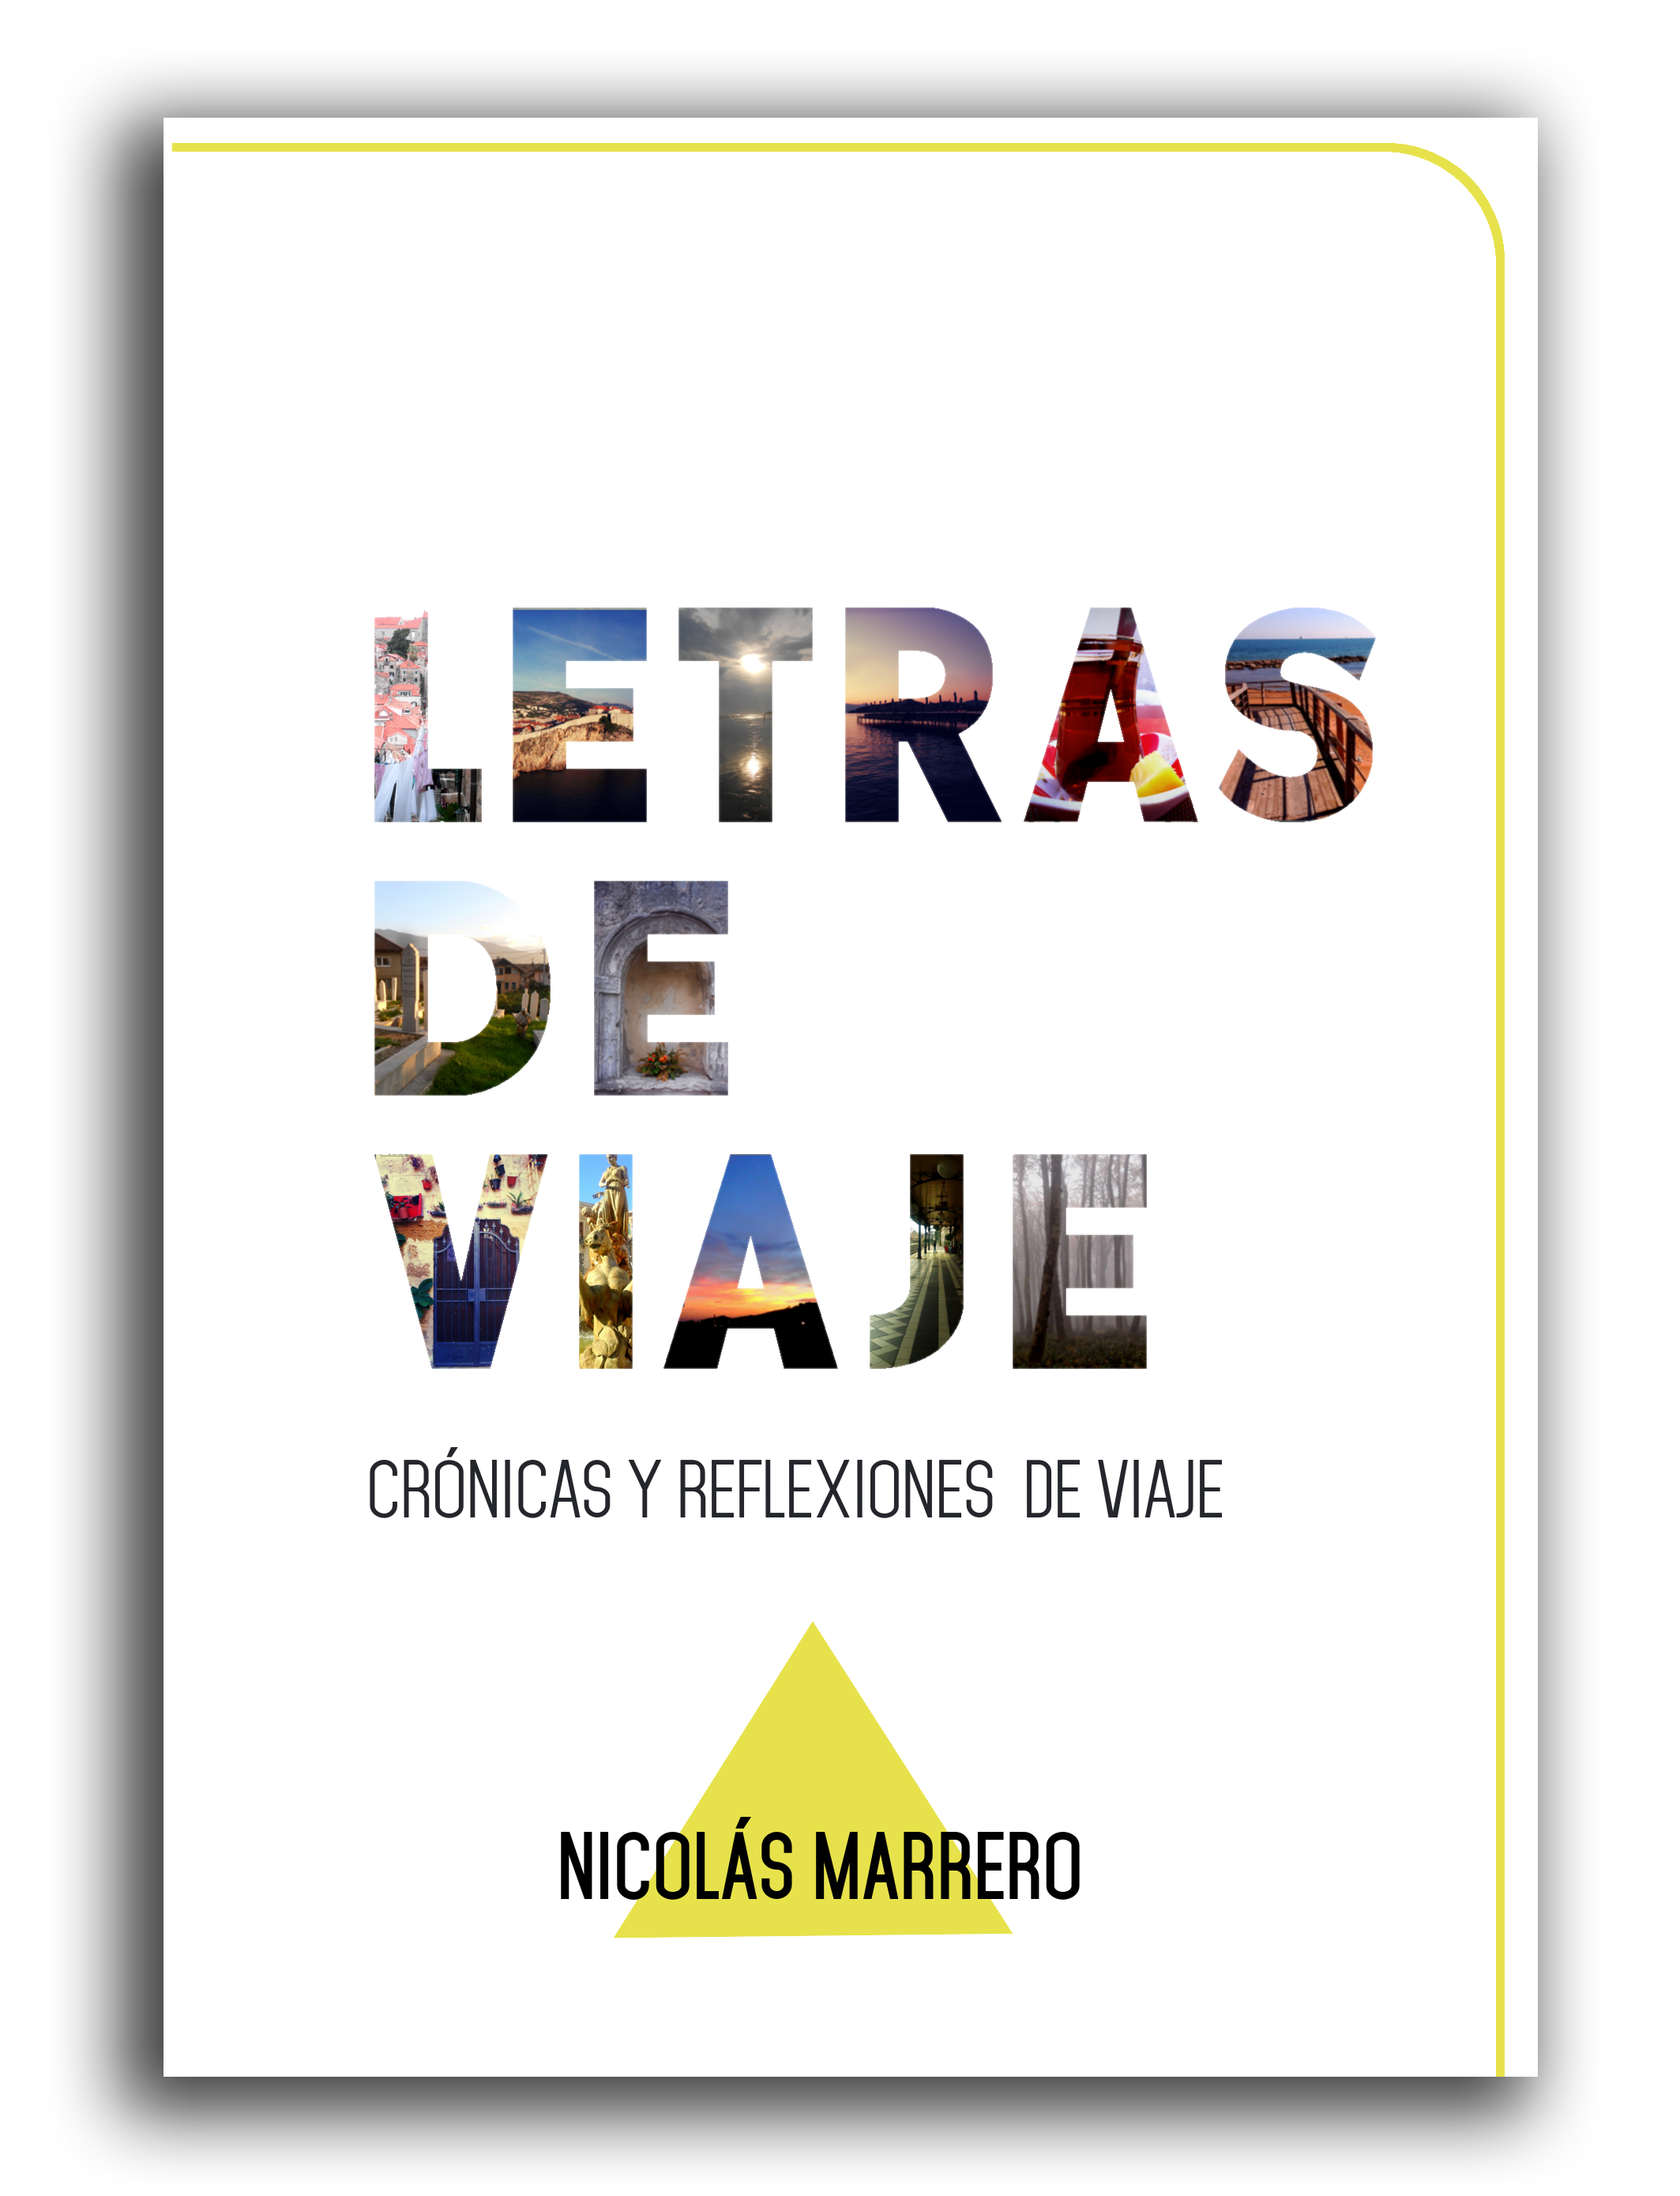 LETRAS
DE
VIAJE
CRÓNICAS Y REFLEXIONES DE VIAJE
NICOLÁS MARRERO